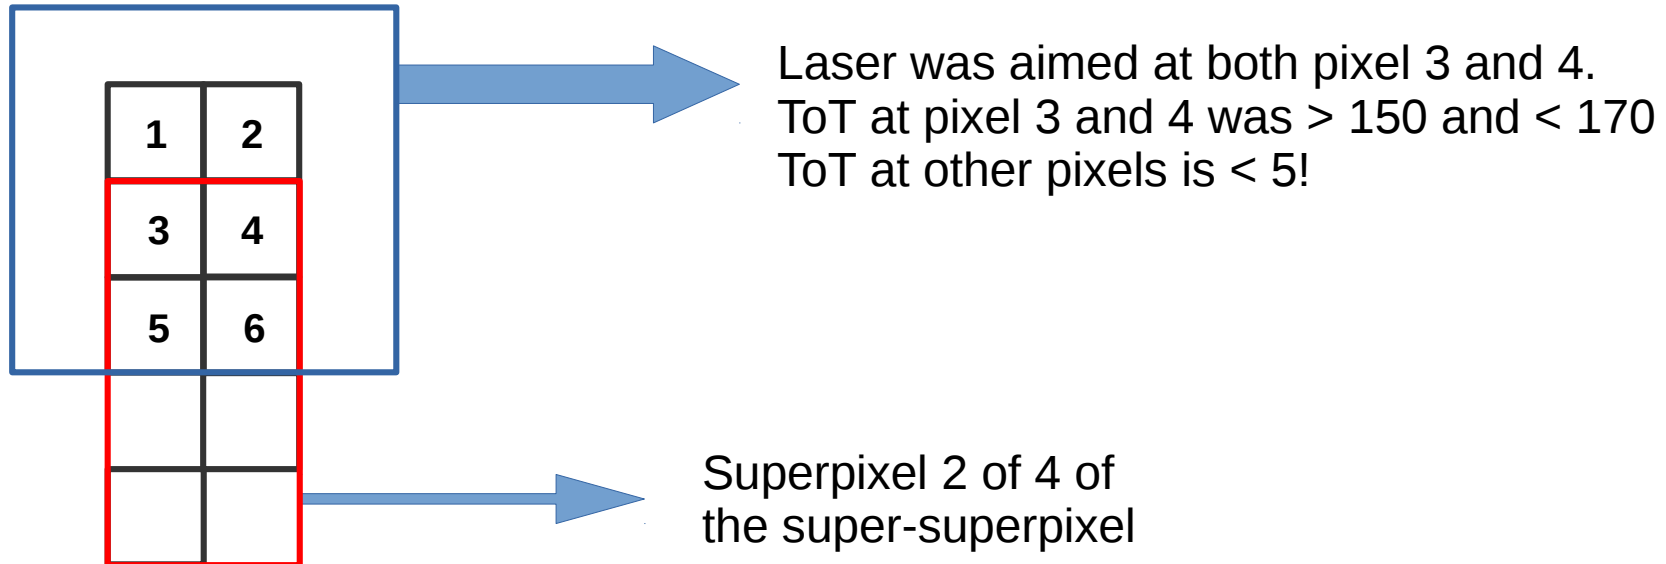 1 2
3 4
5 6
Laser was aimed at both pixel 3 and 4.
ToT at pixel 3 and 4 was > 150 and < 170
ToT at other pixels is < 5!
Superpixel 2 of 4 of
the super-superpixel